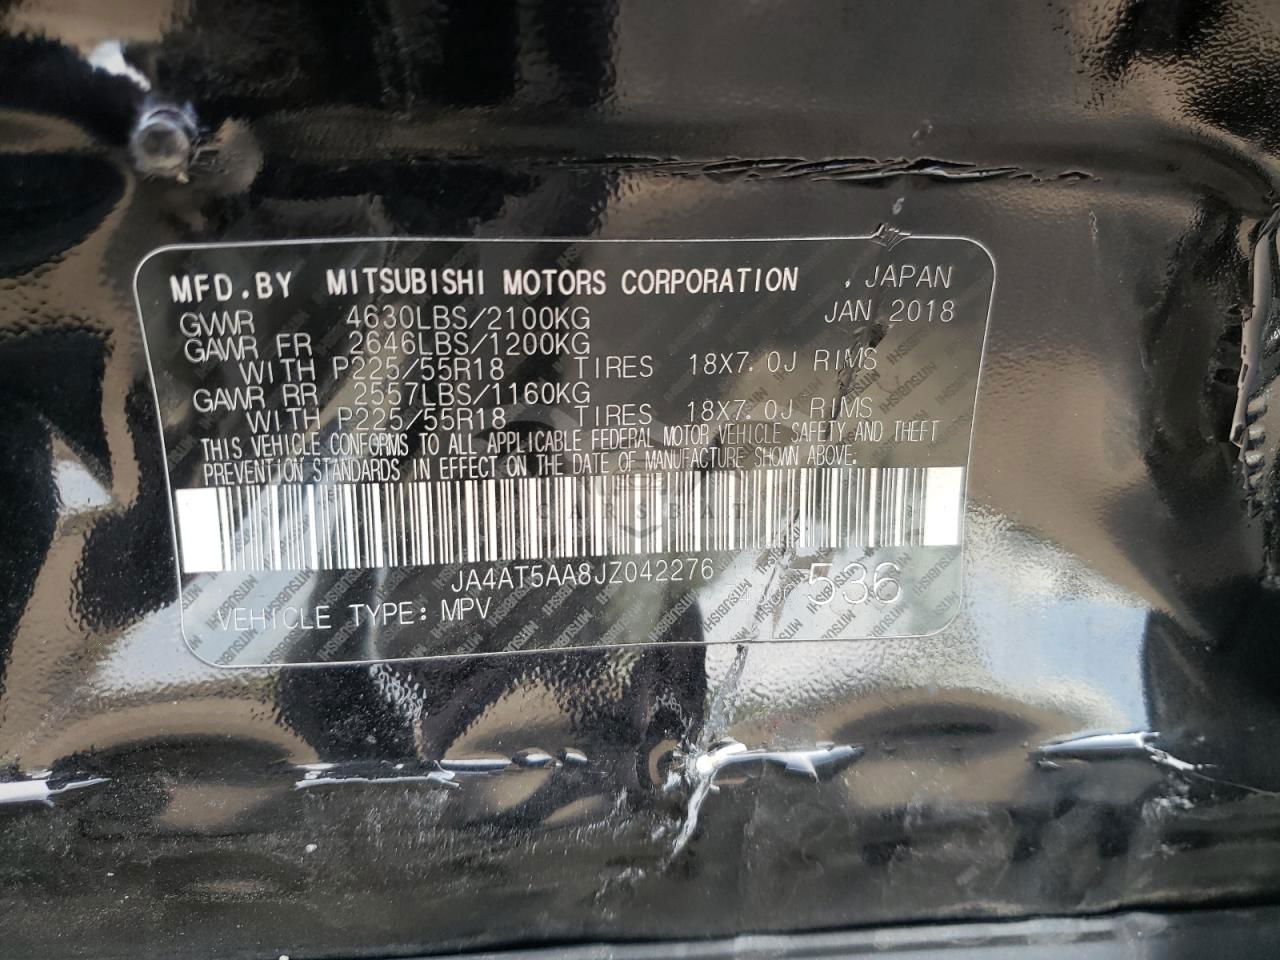 MFD.BY MITSUBISHI MOTORS CORPORATION , JAPAN
GVWR 4630LBS/2100KG JAN 2018
GAWR FR 2646LBS/1200KG
WITH P225/55R18 TIRES 18X7.0J RIMS
GAWR RR 2557LBS/1160KG
WITH P225/55R18 TIRES 18X7.0J RIMS
THIS VEHICLE CONFORMS TO ALL APPLICABLE FEDERAL MOTOR VEHICLE SAFETY AND THEFT
PREVENTION STANDARDS IN EFFECT ON THE DATE OF MANUFACTURE SHOWN ABOVE.
JA4AT5AA8JZ042276
536
VEHICLE TYPE: MPV